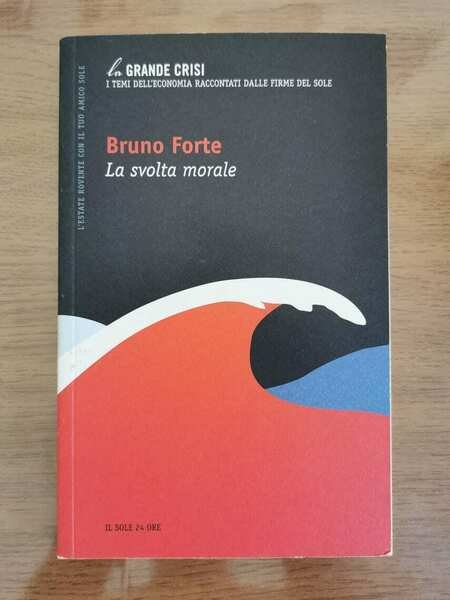 la GRANDE CRISI
I TEMI DELL'ECONOMIA RACCONTATI DALLE FIRME DEL SOLE
Bruno Forte
La svolta morale
L'ESTATE ROVENTE CON IL TUO AMICO SOLE
IL SOLE 24 ORE